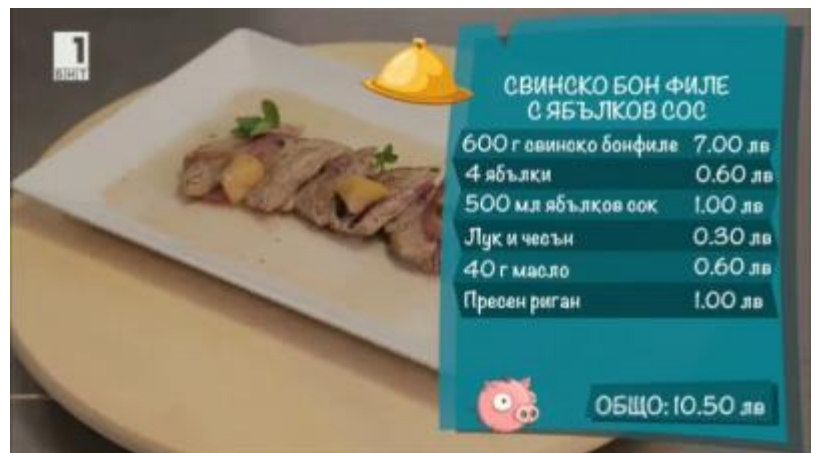 1
БНТ
СВИНСКО БОН ФИЛЕ
С ЯБЪЛКОВ СОС
600 г свинско бонфиле 7.00 лв
4 ябълки 0.60 лв
500 мл ябълков сок 1.00 лв
Лук и чесън 0.30 лв
40 г масло 0.60 лв
Пресен риган 1.00 лв
ОБЩО: 10.50 лв